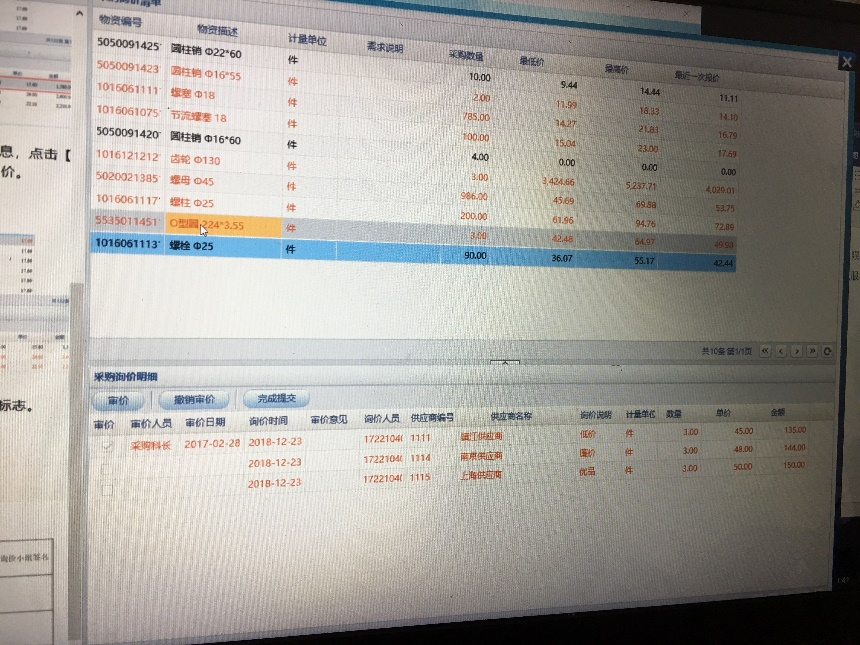 物资编号 物资描述 计量单位 需求说明 采购数量 最低价 最高价 最近一次报价
5050091425 圆柱销 Φ22*60 件 10.00 9.44 14.44 11.11
5050091423 圆柱销 Φ16*55 件 2.00 11.99 18.33 14.10
1016061111 螺塞 Φ18 件 785.00 14.27 21.83 16.79
1016061075 节流螺塞 18 件 100.00 15.04 23.00 17.69
5050091420 圆柱销 Φ16*60 件 4.00 0.00 0.00 0.00
1016121212 齿轮 Φ130 件 3.00 3,424.66 5,237.71 4,029.01
5020021385 螺母 Φ45 件 986.00 45.69 69.88 53.75
1016061117 螺柱 Φ25 件 200.00 61.96 94.76 72.89
5535011451 O型圈 224*3.55 件 3.00 42.48 64.97 49.98
1016061113 螺栓 Φ25 件 90.00 36.07 55.17 42.44
共10条 第1/1页
采购询价明细
审价 撤销审价 完成提交
审价 审价人员 审价日期 询价时间 审价意见 询价人员 供应商编号 供应商名称 询价说明 计量单位 数量 单价 金额
采购科长 2017-02-28 2018-12-23 1722104 1111 镇江供应商 低价 件 3.00 45.00 135.00
2018-12-23 1722104 1114 南京供应商 廉价 件 3.00 48.00 144.00
2018-12-23 1722104 1115 上海供应商 优品 件 3.00 50.00 150.00
息，点击【
价。
标志。
询价小组签名